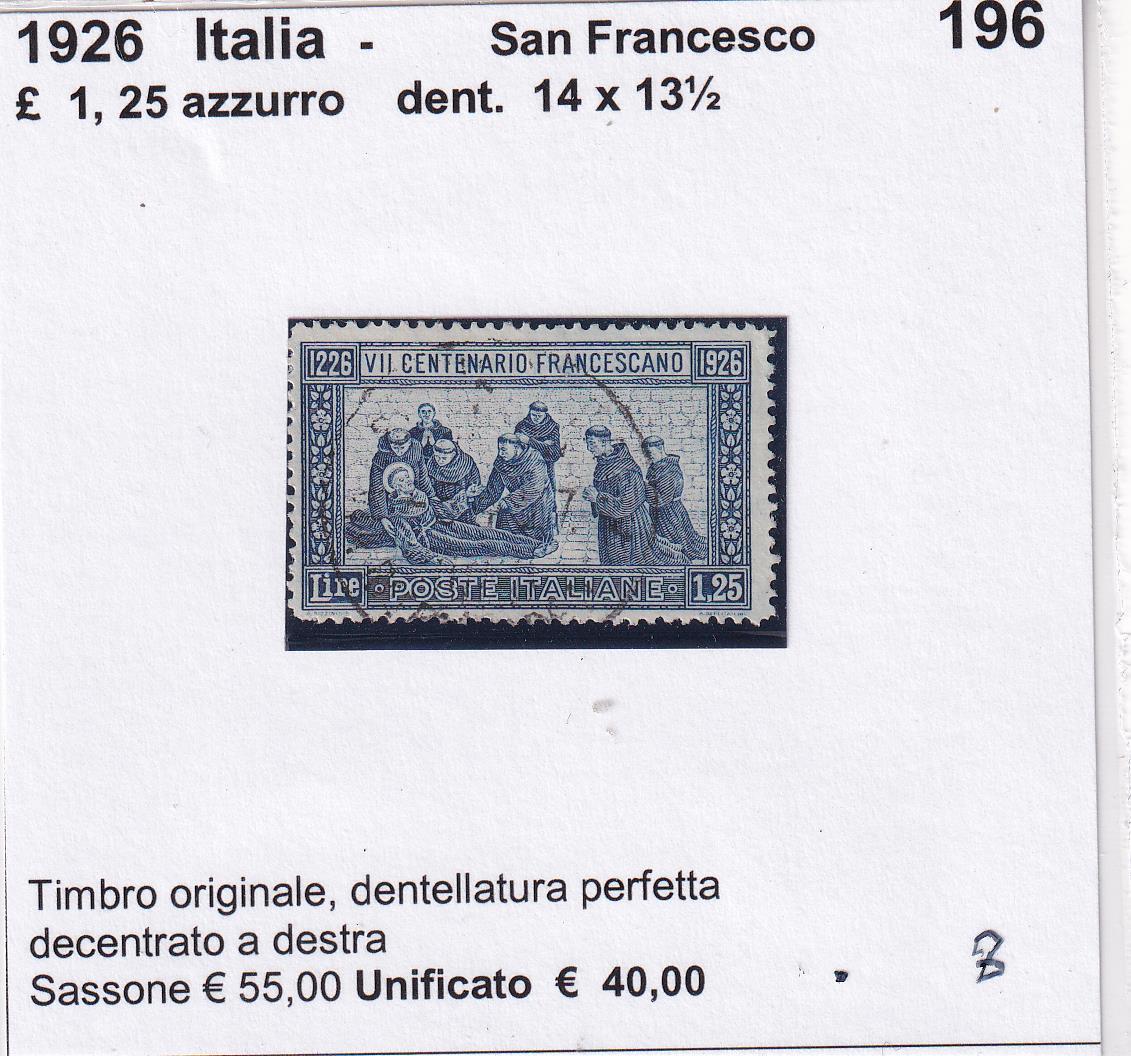 1926 Italia - San Francesco 196
£ 1, 25 azzurro dent. 14 x 13½
1226 VII CENTENARIO FRANCESCANO 1926
Lire POSTE ITALIANE 1,25
Timbro originale, dentellatura perfetta
decentrato a destra
Sassone € 55,00 Unificato € 40,00